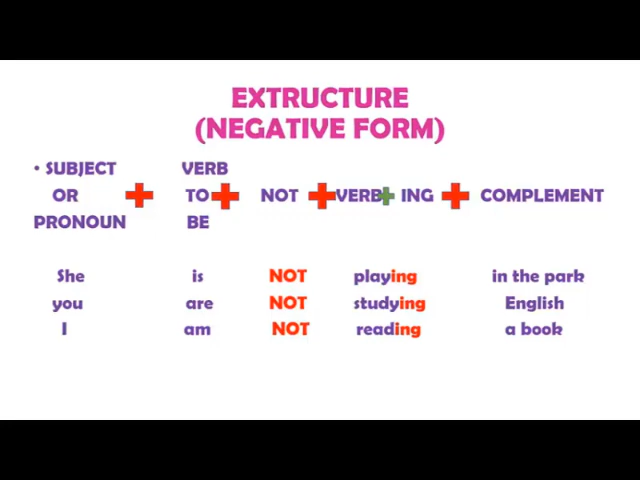 EXTRUCTURE
(NEGATIVE FORM)
• SUBJECT VERB
OR TO NOT VERB ING COMPLEMENT
PRONOUN BE
She is NOT playing in the park
you are NOT studying English
I am NOT reading a book